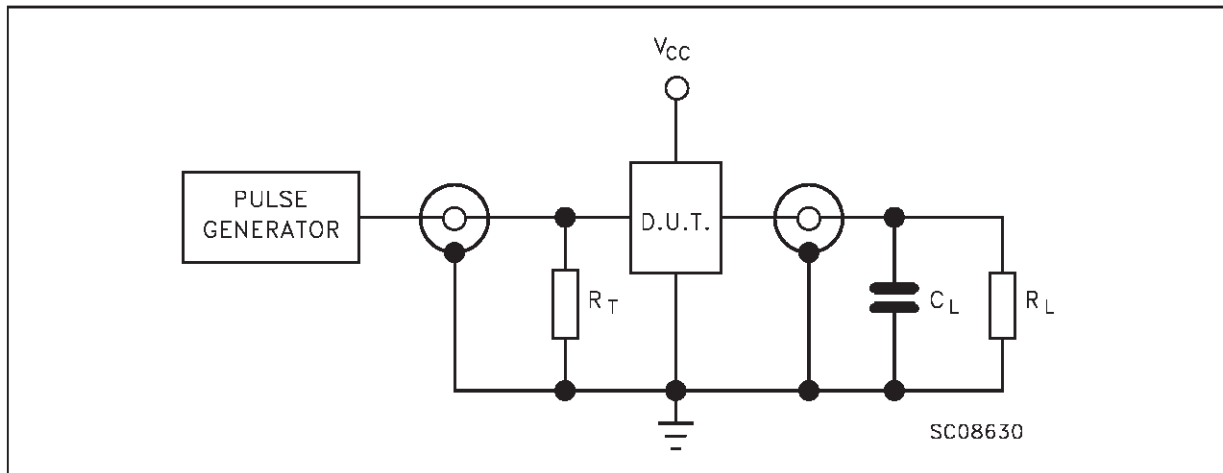 VCC
PULSE
GENERATOR
D.U.T.
RT
CL
RL
SC08630